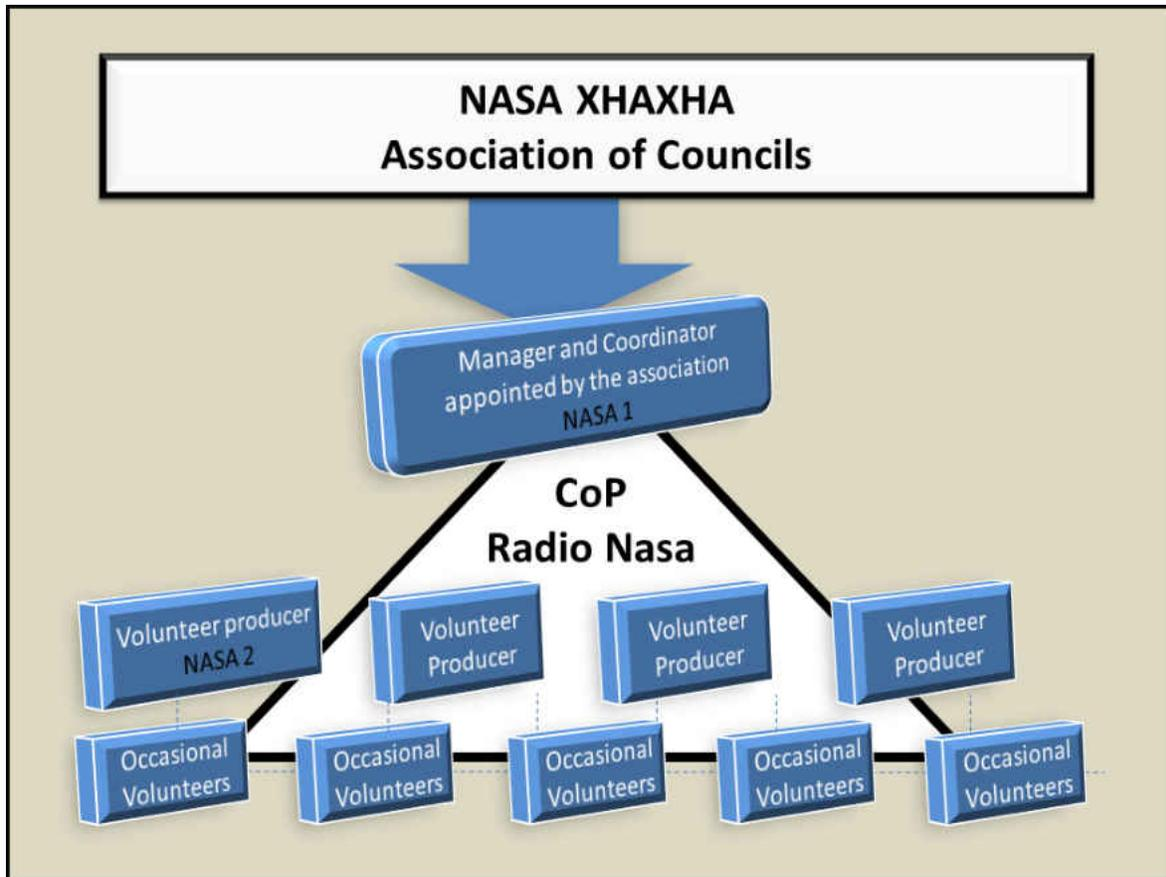 NASA XHAXHA
Association of Councils
Manager and Coordinator
appointed by the association
NASA 1
CoP
Radio Nasa
Volunteer producer
NASA 2
Volunteer
Producer
Volunteer
Producer
Volunteer
Producer
Occasional
Volunteers
Occasional
Volunteers
Occasional
Volunteers
Occasional
Volunteers
Occasional
Volunteers